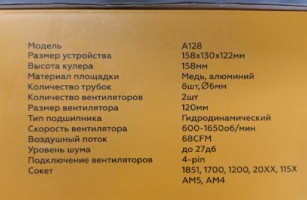 Модель A128
Размер устройства 158x130x122мм
Высота кулера 158мм
Материал площадки Медь, алюминий
Количество трубок 8шт,Ø6мм
Количество вентиляторов 2шт
Размер вентилятора 120мм
Тип подшипника Гидродинамический
Скорость вентилятора 600-1650об/мин
Воздушный поток 68CFM
Уровень шума до 27дб
Подключение вентиляторов 4-pin
Сокет 1851, 1700, 1200, 20XX, 115X
AM5, AM4